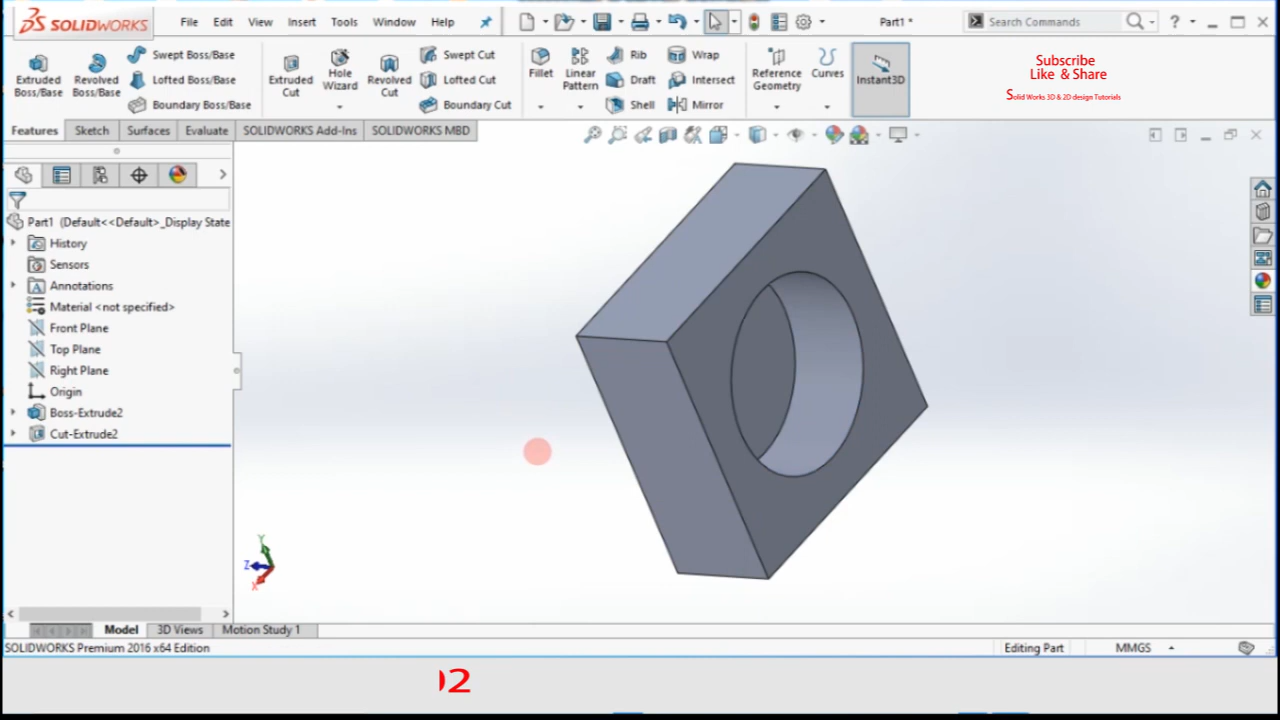 SOLIDWORKS File Edit View Insert Tools Window Help Part1 * Search Commands ?
Extruded Boss/Base
Revolved Boss/Base
Swept Boss/Base
Lofted Boss/Base
Boundary Boss/Base
Extruded Cut
Hole Wizard
Revolved Cut
Swept Cut
Lofted Cut
Boundary Cut
Fillet
Linear Pattern
Rib
Draft
Shell
Wrap
Intersect
Mirror
Reference Geometry
Curves
Instant3D
Subscribe
Like & Share
Solid Works 3D & 2D design Tutorials
Features Sketch Surfaces Evaluate SOLIDWORKS Add-Ins SOLIDWORKS MBD
Part1 (Default<<Default>_Display State
History
Sensors
Annotations
Material <not specified>
Front Plane
Top Plane
Right Plane
Origin
Boss-Extrude2
Cut-Extrude2
Y
Z
X
Model 3D Views Motion Study 1
SOLIDWORKS Premium 2016 x64 Edition Editing Part MMGS
2